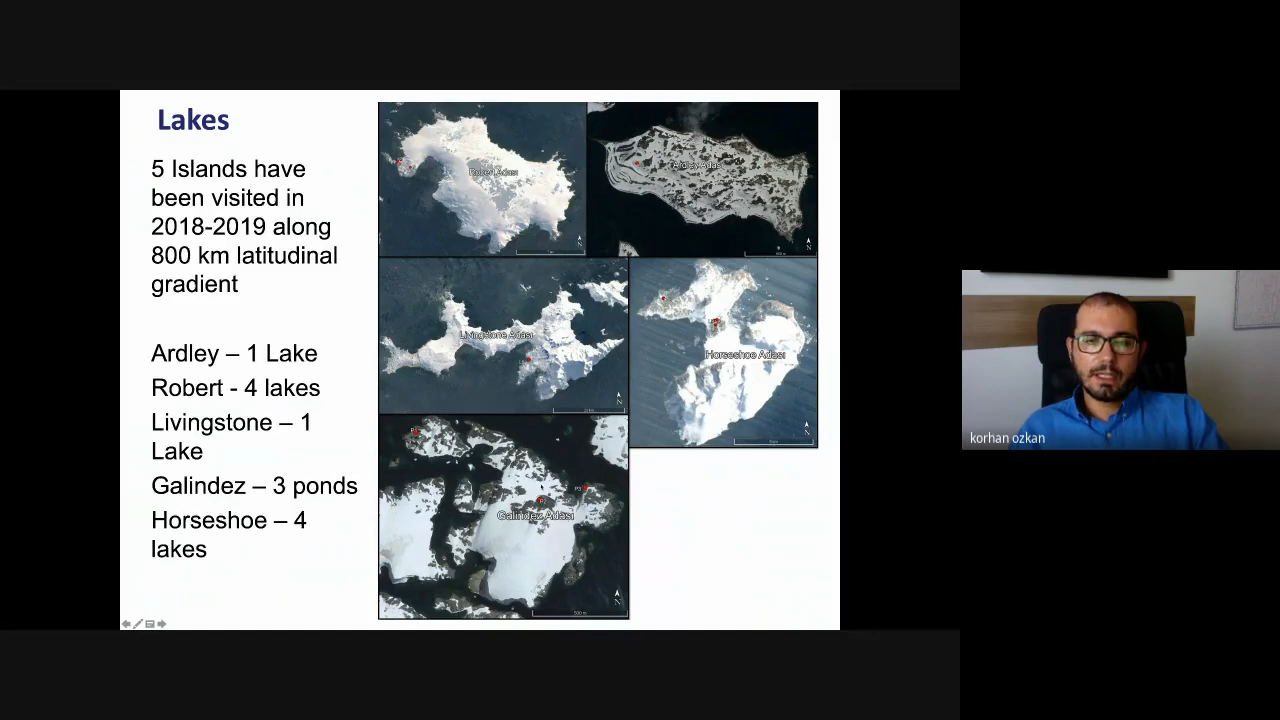 Lakes
5 Islands have
been visited in
2018-2019 along
800 km latitudinal
gradient
Ardley – 1 Lake
Robert - 4 lakes
Livingstone – 1
Lake
Galindez – 3 ponds
Horseshoe – 4
lakes
Robert Adası
Ardley Adası
Livingstone Adası
Horseshoe Adası
Galindez Adası
N
N
N
N
N
korhan ozkan